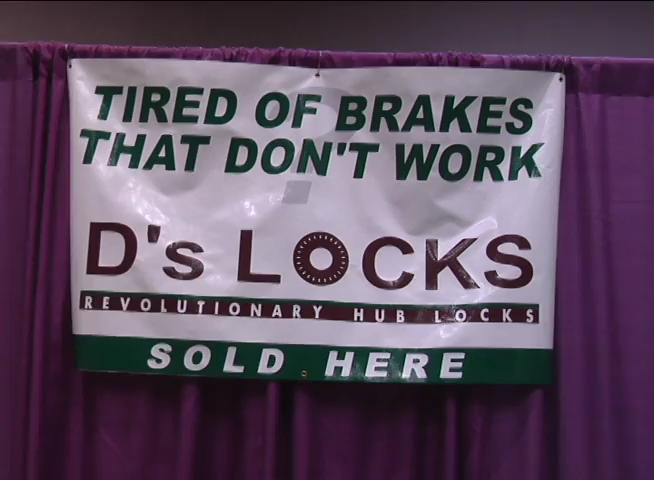 TIRED OF BRAKES
THAT DON'T WORK
?
D's LOCKS
REVOLUTIONARY HUB LOCKS
SOLD HERE